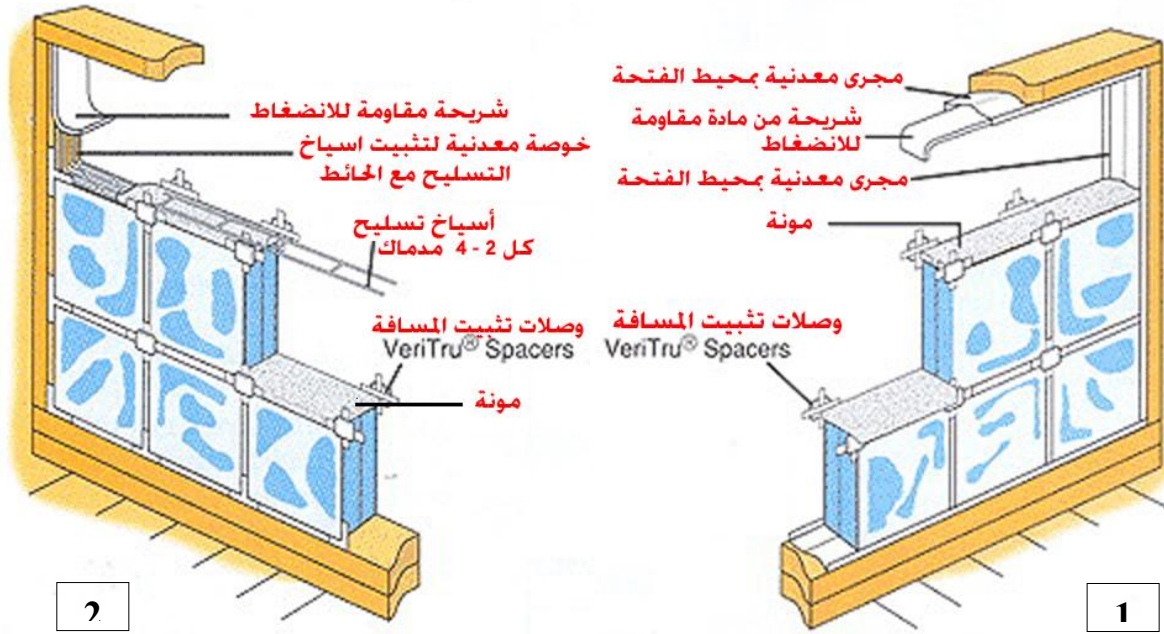 مجرى معدنية بمحيط الفتحة
شريحة من مادة مقاومة
للانضغاط
مجرى معدنية بمحيط الفتحة
مونة
وصلات تثبيت المسافة
VeriTru® Spacers
1
شريحة مقاومة للانضغاط
خوصة معدنية لتثبيت اسياخ
التسليح مع الحائط
أسياخ تسليح
كل 2 - 4 مدماك
وصلات تثبيت المسافة
VeriTru® Spacers
مونة
2